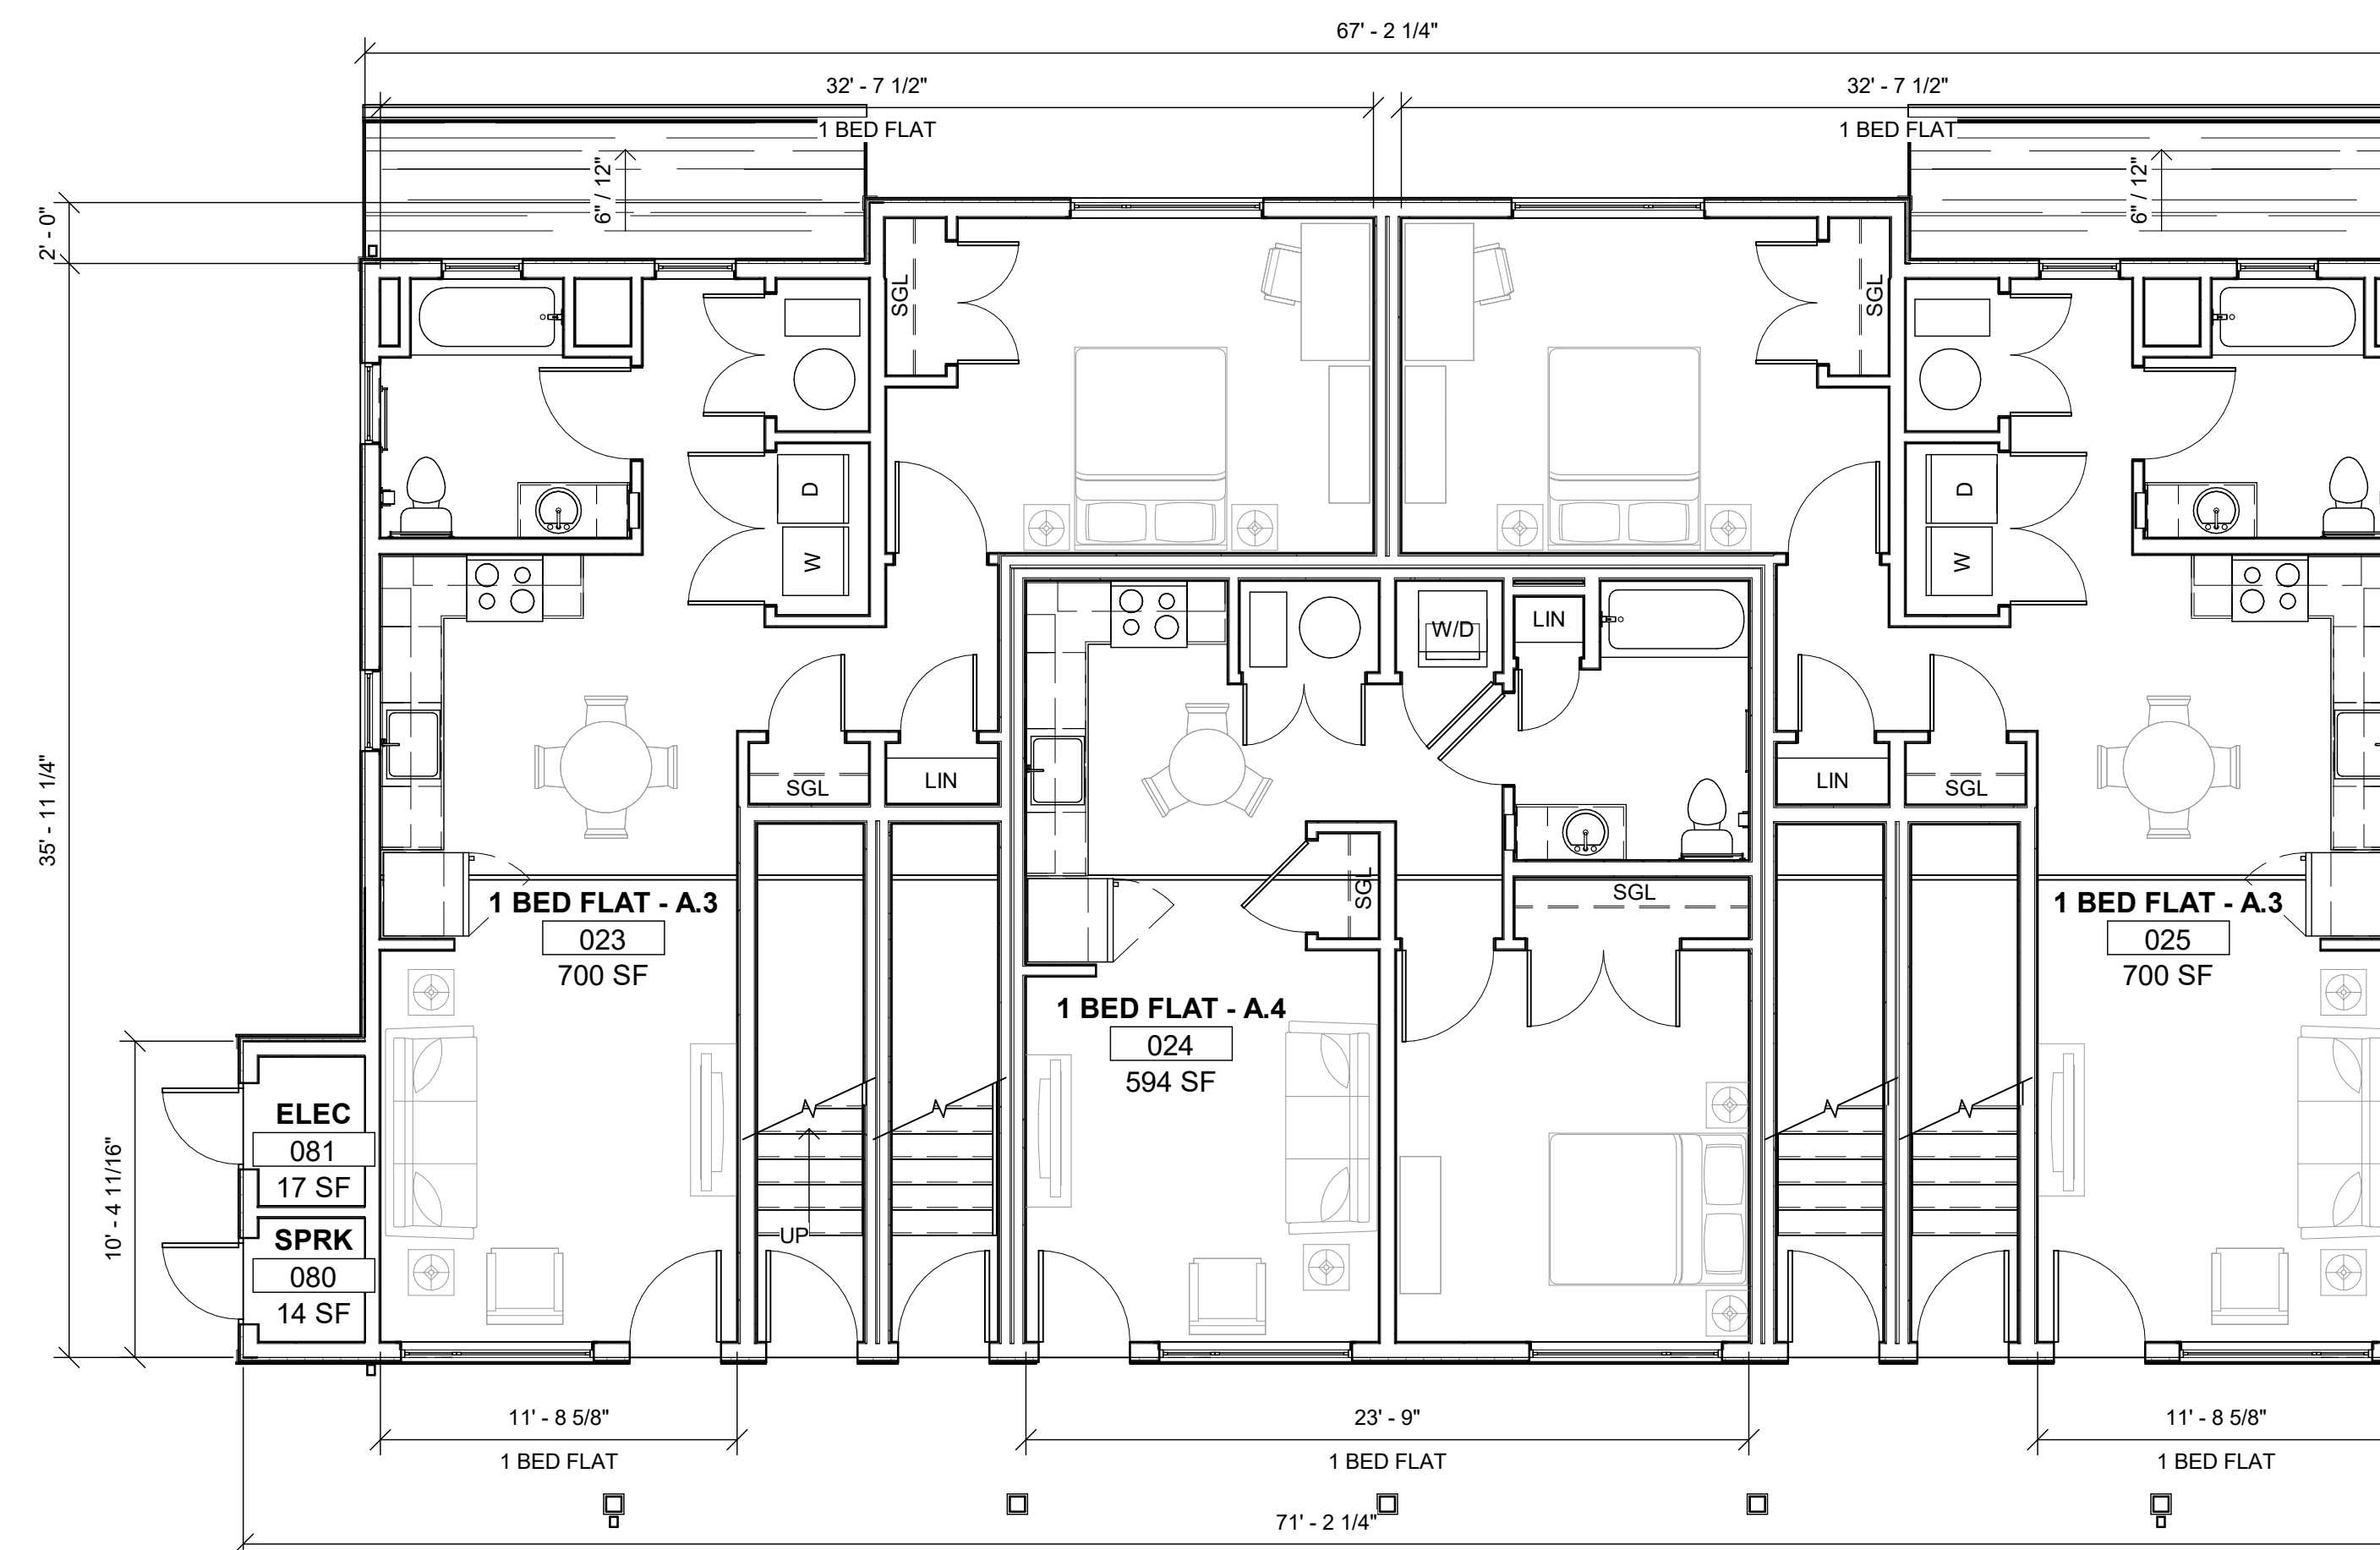 67' - 2 1/4"
32' - 7 1/2"
32' - 7 1/2"
1 BED FLAT
1 BED FLAT
6" / 12"
6" / 12"
2' - 0"
SGL
SGL
D
W
D
W
W/D
LIN
SGL
LIN
LIN
SGL
35' - 11 1/4"
SGL
SGL
1 BED FLAT - A.3
023
700 SF
1 BED FLAT - A.3
025
700 SF
1 BED FLAT - A.4
024
594 SF
ELEC
081
17 SF
10' - 4 11/16"
UP
SPRK
080
14 SF
11' - 8 5/8"
23' - 9"
11' - 8 5/8"
1 BED FLAT
1 BED FLAT
1 BED FLAT
71' - 2 1/4"